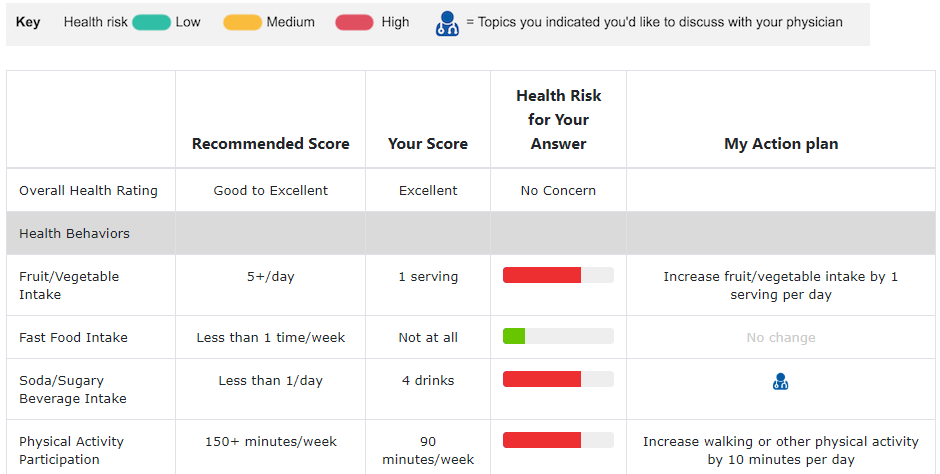 Key Health risk Low Medium High = Topics you indicated you'd like to discuss with your physician
Health Risk
for Your
Recommended Score Your Score Answer My Action plan
Overall Health Rating Good to Excellent Excellent No Concern
Health Behaviors
Fruit/Vegetable 5+/day 1 serving Increase fruit/vegetable intake by 1
Intake serving per day
Fast Food Intake Less than 1 time/week Not at all No change
Soda/Sugary Less than 1/day 4 drinks
Beverage Intake
Physical Activity 150+ minutes/week 90 Increase walking or other physical activity
Participation minutes/week by 10 minutes per day